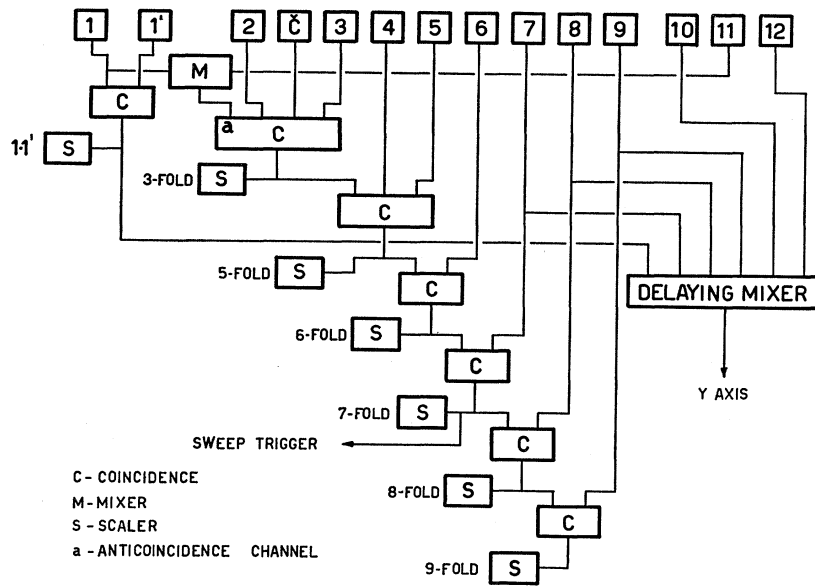 1 1' 2 Č 3 4 5 6 7 8 9 10 11 12
M
C
a C
1·1' S
3-FOLD S
C
5-FOLD S
C
DELAYING MIXER
6-FOLD S
C
Y AXIS
7-FOLD S
SWEEP TRIGGER
C
C - COINCIDENCE
M - MIXER
S - SCALER
a - ANTICOINCIDENCE CHANNEL
8-FOLD S
C
9-FOLD S